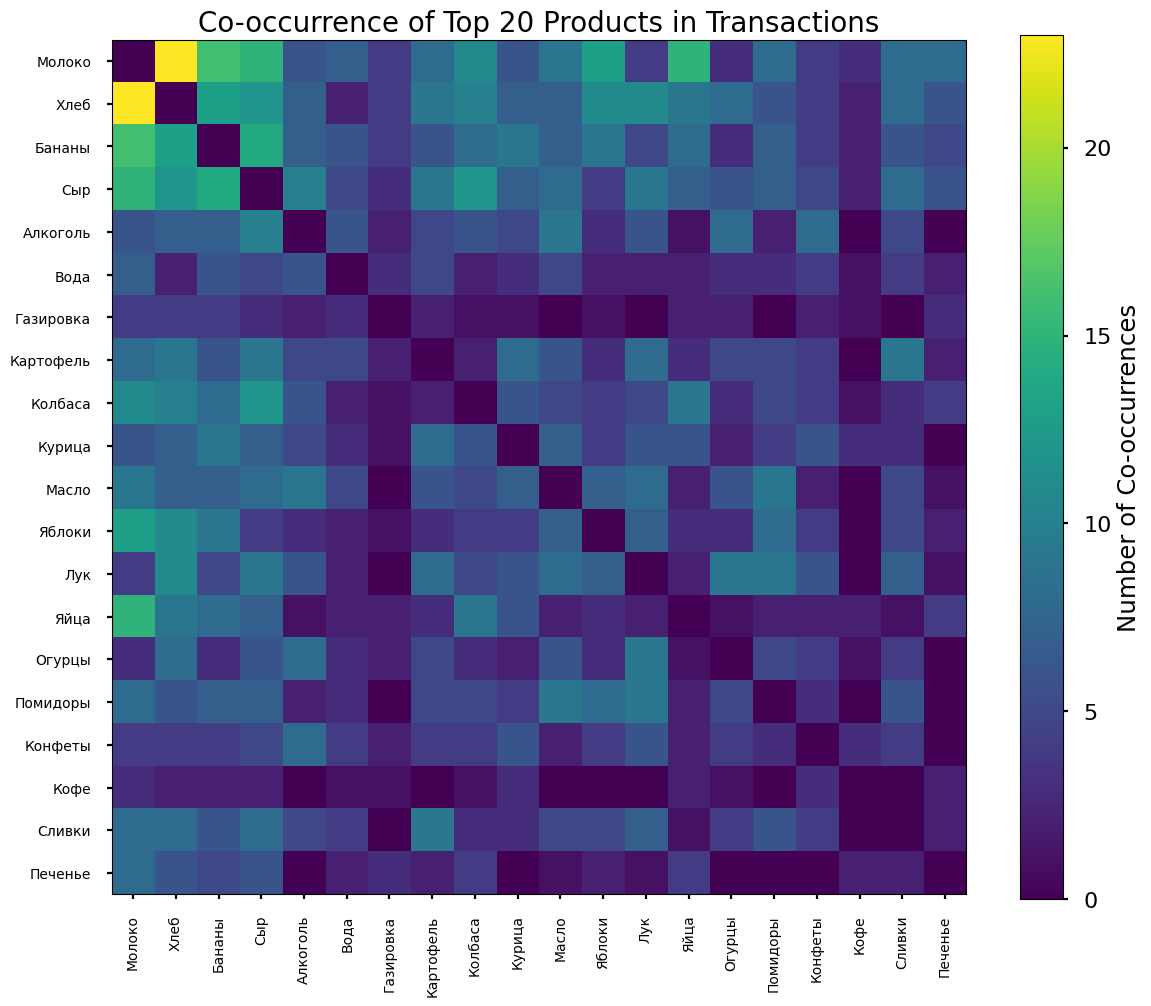 Co-occurrence of Top 20 Products in Transactions
Молоко
Хлеб
Бананы
Сыр
Алкоголь
Вода
Газировка
Картофель
Колбаса
Курица
Масло
Яблоки
Лук
Яйца
Огурцы
Помидоры
Конфеты
Кофе
Сливки
Печенье
Молоко
Хлеб
Бананы
Сыр
Алкоголь
Вода
Газировка
Картофель
Колбаса
Курица
Масло
Яблоки
Лук
Яйца
Огурцы
Помидоры
Конфеты
Кофе
Сливки
Печенье
20
15
10
5
0
Number of Co-occurrences